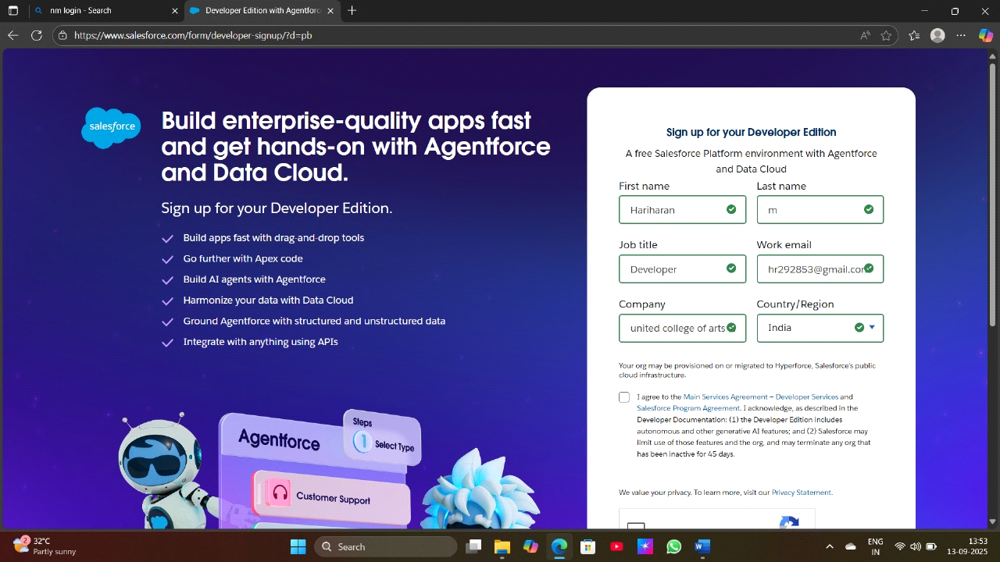 nm login - Search
Developer Edition with Agentforc
https://www.salesforce.com/form/developer-signup/?d=pb
salesforce
Build enterprise-quality apps fast
and get hands-on with Agentforce
and Data Cloud.
Sign up for your Developer Edition.
Build apps fast with drag-and-drop tools
Go further with Apex code
Build AI agents with Agentforce
Harmonize your data with Data Cloud
Ground Agentforce with structured and unstructured data
Integrate with anything using APIs
Agentforce
Steps
1
Select Type
Customer Support
Sign up for your Developer Edition
A free Salesforce Platform environment with Agentforce
and Data Cloud
First name Last name
Hariharan m
Job title Work email
Developer hr292853@gmail.com
Company Country/Region
united college of arts India
Your org may be provisioned on or migrated to Hyperforce, Salesforce's public
cloud infrastructure.
I agree to the Main Services Agreement – Developer Services and
Salesforce Program Agreement. I acknowledge, as described in the
Developer Documentation: (1) the Developer Edition includes
autonomous and other generative AI features; and (2) Salesforce may
limit use of those features and the org, and may terminate any org that
has been inactive for 45 days.
We value your privacy. To learn more, visit our Privacy Statement.
2
32°C
Partly sunny
Search
ENG
IN
13:53
13-09-2025